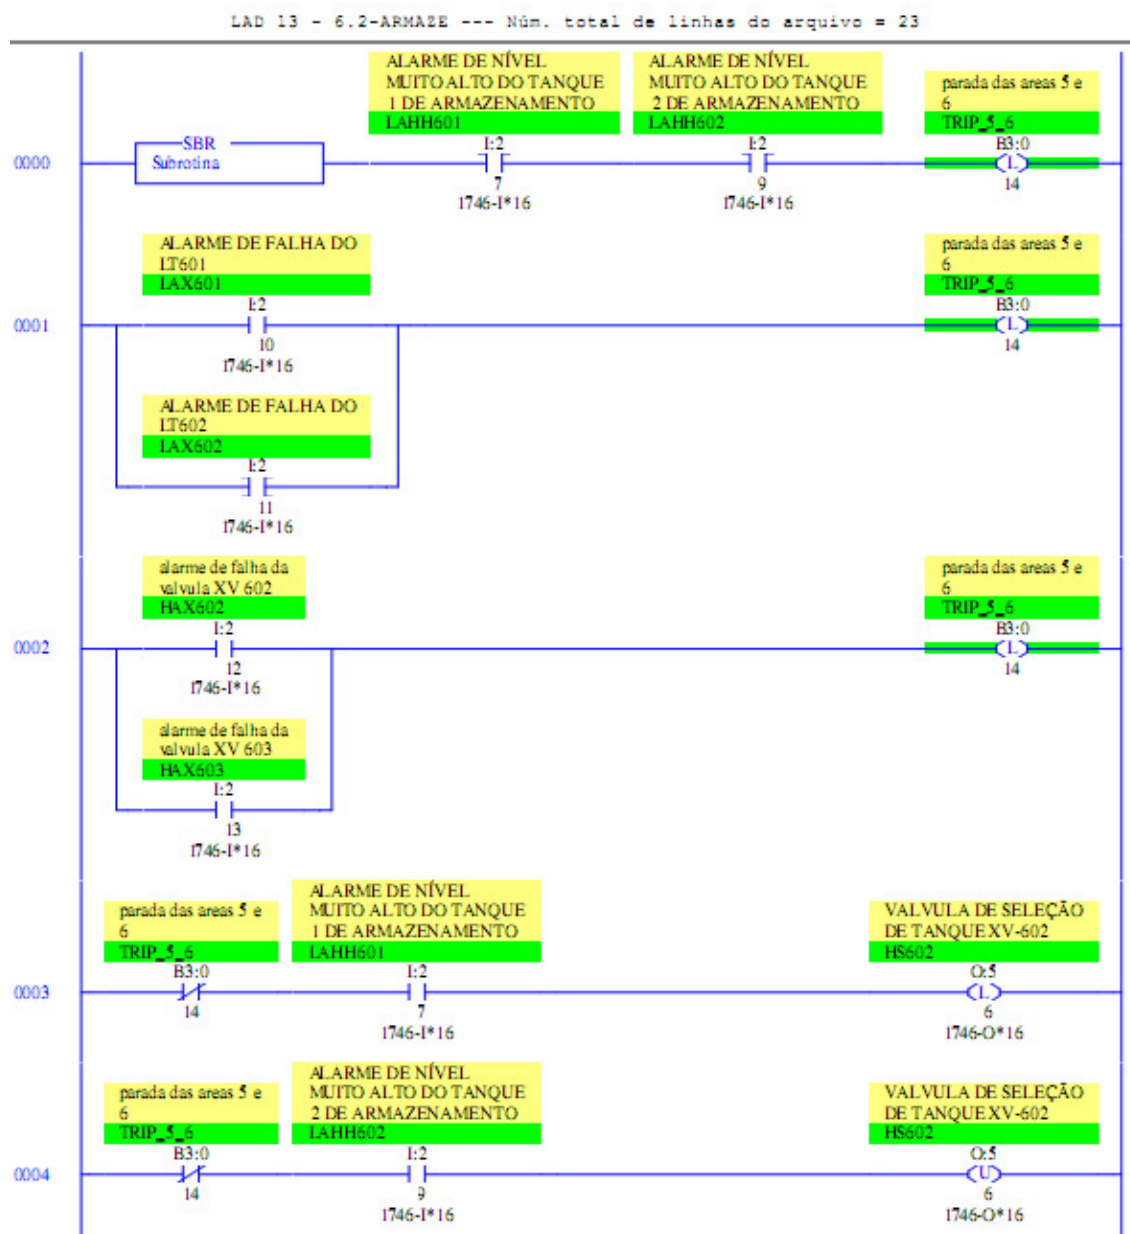 LAD 13 - 6.2-ARMAZE --- Núm. total de linhas do arquivo = 23
ALARME DE NÍVEL
MUITO ALTO DO TANQUE
1 DE ARMAZENAMENTO
LAHH601
I:2
7
1746-I*16
ALARME DE NÍVEL
MUITO ALTO DO TANQUE
2 DE ARMAZENAMENTO
LAHH602
I:2
9
1746-I*16
parada das areas 5 e
6
TRIP_5_6
B3:0
L
14
0000
SBR
Subrotina
ALARME DE FALHA DO
LT601
LAX601
I:2
10
1746-I*16
parada das areas 5 e
6
TRIP_5_6
B3:0
L
14
0001
ALARME DE FALHA DO
LT602
LAX602
I:2
11
1746-I*16
alarme de falha da
valvula XV 602
HAX602
I:2
12
1746-I*16
parada das areas 5 e
6
TRIP_5_6
B3:0
L
14
0002
alarme de falha da
valvula XV 603
HAX603
I:2
13
1746-I*16
parada das areas 5 e
6
TRIP_5_6
B3:0
14
ALARME DE NÍVEL
MUITO ALTO DO TANQUE
1 DE ARMAZENAMENTO
LAHH601
I:2
7
1746-I*16
VALVULA DE SELEÇÃO
DE TANQUE XV-602
HS602
O:5
L
6
1746-O*16
0003
parada das areas 5 e
6
TRIP_5_6
B3:0
14
ALARME DE NÍVEL
MUITO ALTO DO TANQUE
2 DE ARMAZENAMENTO
LAHH602
I:2
9
1746-I*16
VALVULA DE SELEÇÃO
DE TANQUE XV-602
HS602
O:5
U
6
1746-O*16
0004